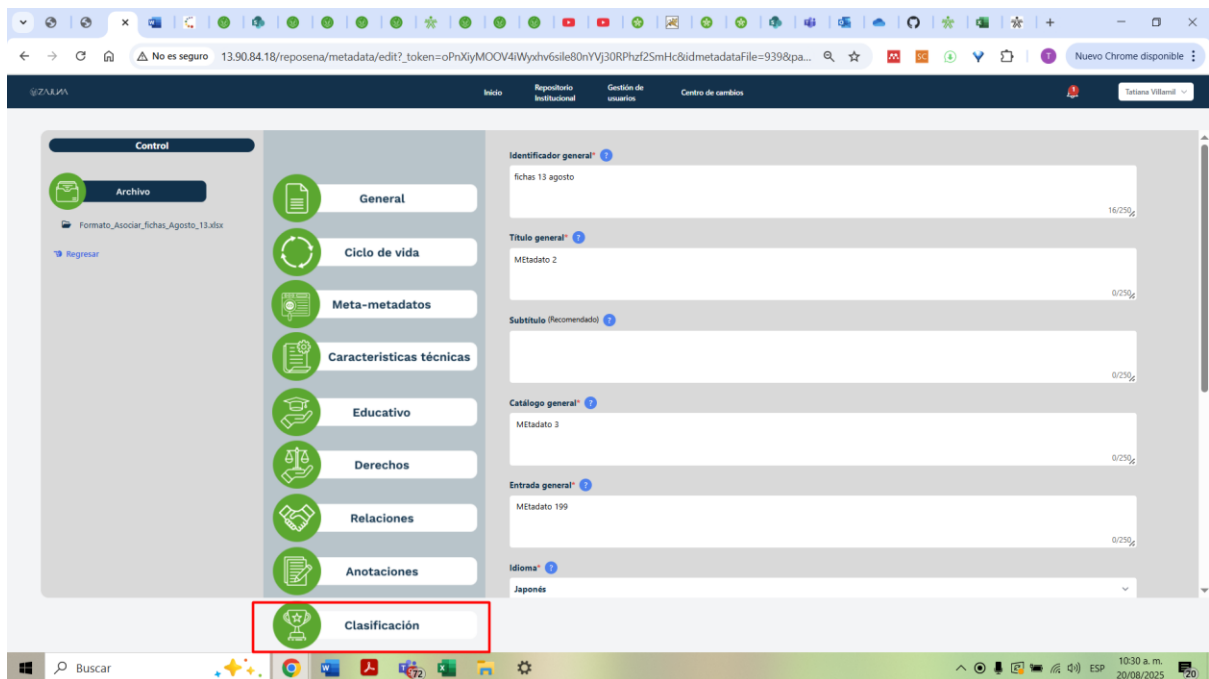 No es seguro
13.90.84.18/reposena/metadata/edit?_token=oPnXiyMOOV4iWyxhv6sile80nYVj30RPhzf2SmHc&idmetadataFile=939&pa...
SC
T
Nuevo Chrome disponible
ZAJUNA
Inicio
Repositorio
Institucional
Gestión de
usuarios
Centro de cambios
Tatiana Villamil
Control
Archivo
Formato_Asociar_fichas_Agosto_13.xlsx
Regresar
General
Ciclo de vida
Meta-metadatos
Caracteristicas técnicas
Educativo
Derechos
Relaciones
Anotaciones
Clasificación
Identificador general* ?
fichas 13 agosto
16/250
Título general* ?
MEtadato 2
0/250
Subtítulo (Recomendado) ?
0/250
Catálogo general* ?
MEtadato 3
0/250
Entrada general* ?
MEtadato 199
0/250
Idioma* ?
Japonés
Buscar
72
ESP
10:30 a. m.
20/08/2025
20